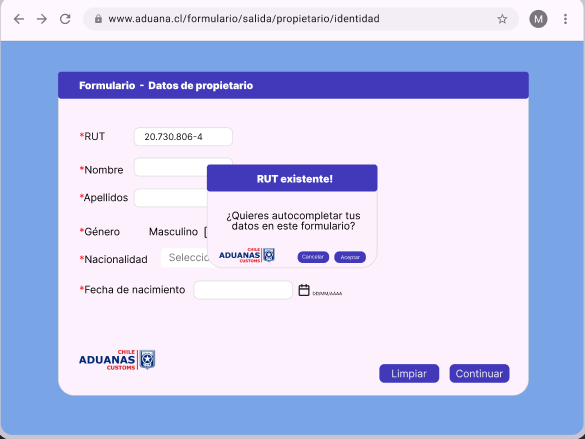 www.aduana.cl/formulario/salida/propietario/identidad
M
Formulario - Datos de propietario
*RUT 20.730.806-4
*Nombre
RUT existente!
*Apellidos
¿Quieres autocompletar tus
datos en este formulario?
*Género Masculino
CHILE
ADUANAS
CUSTOMS
Cancelar Aceptar
*Nacionalidad Selecci
*Fecha de nacimiento DD/MM/AAAA
CHILE
ADUANAS
CUSTOMS
Limpiar Continuar